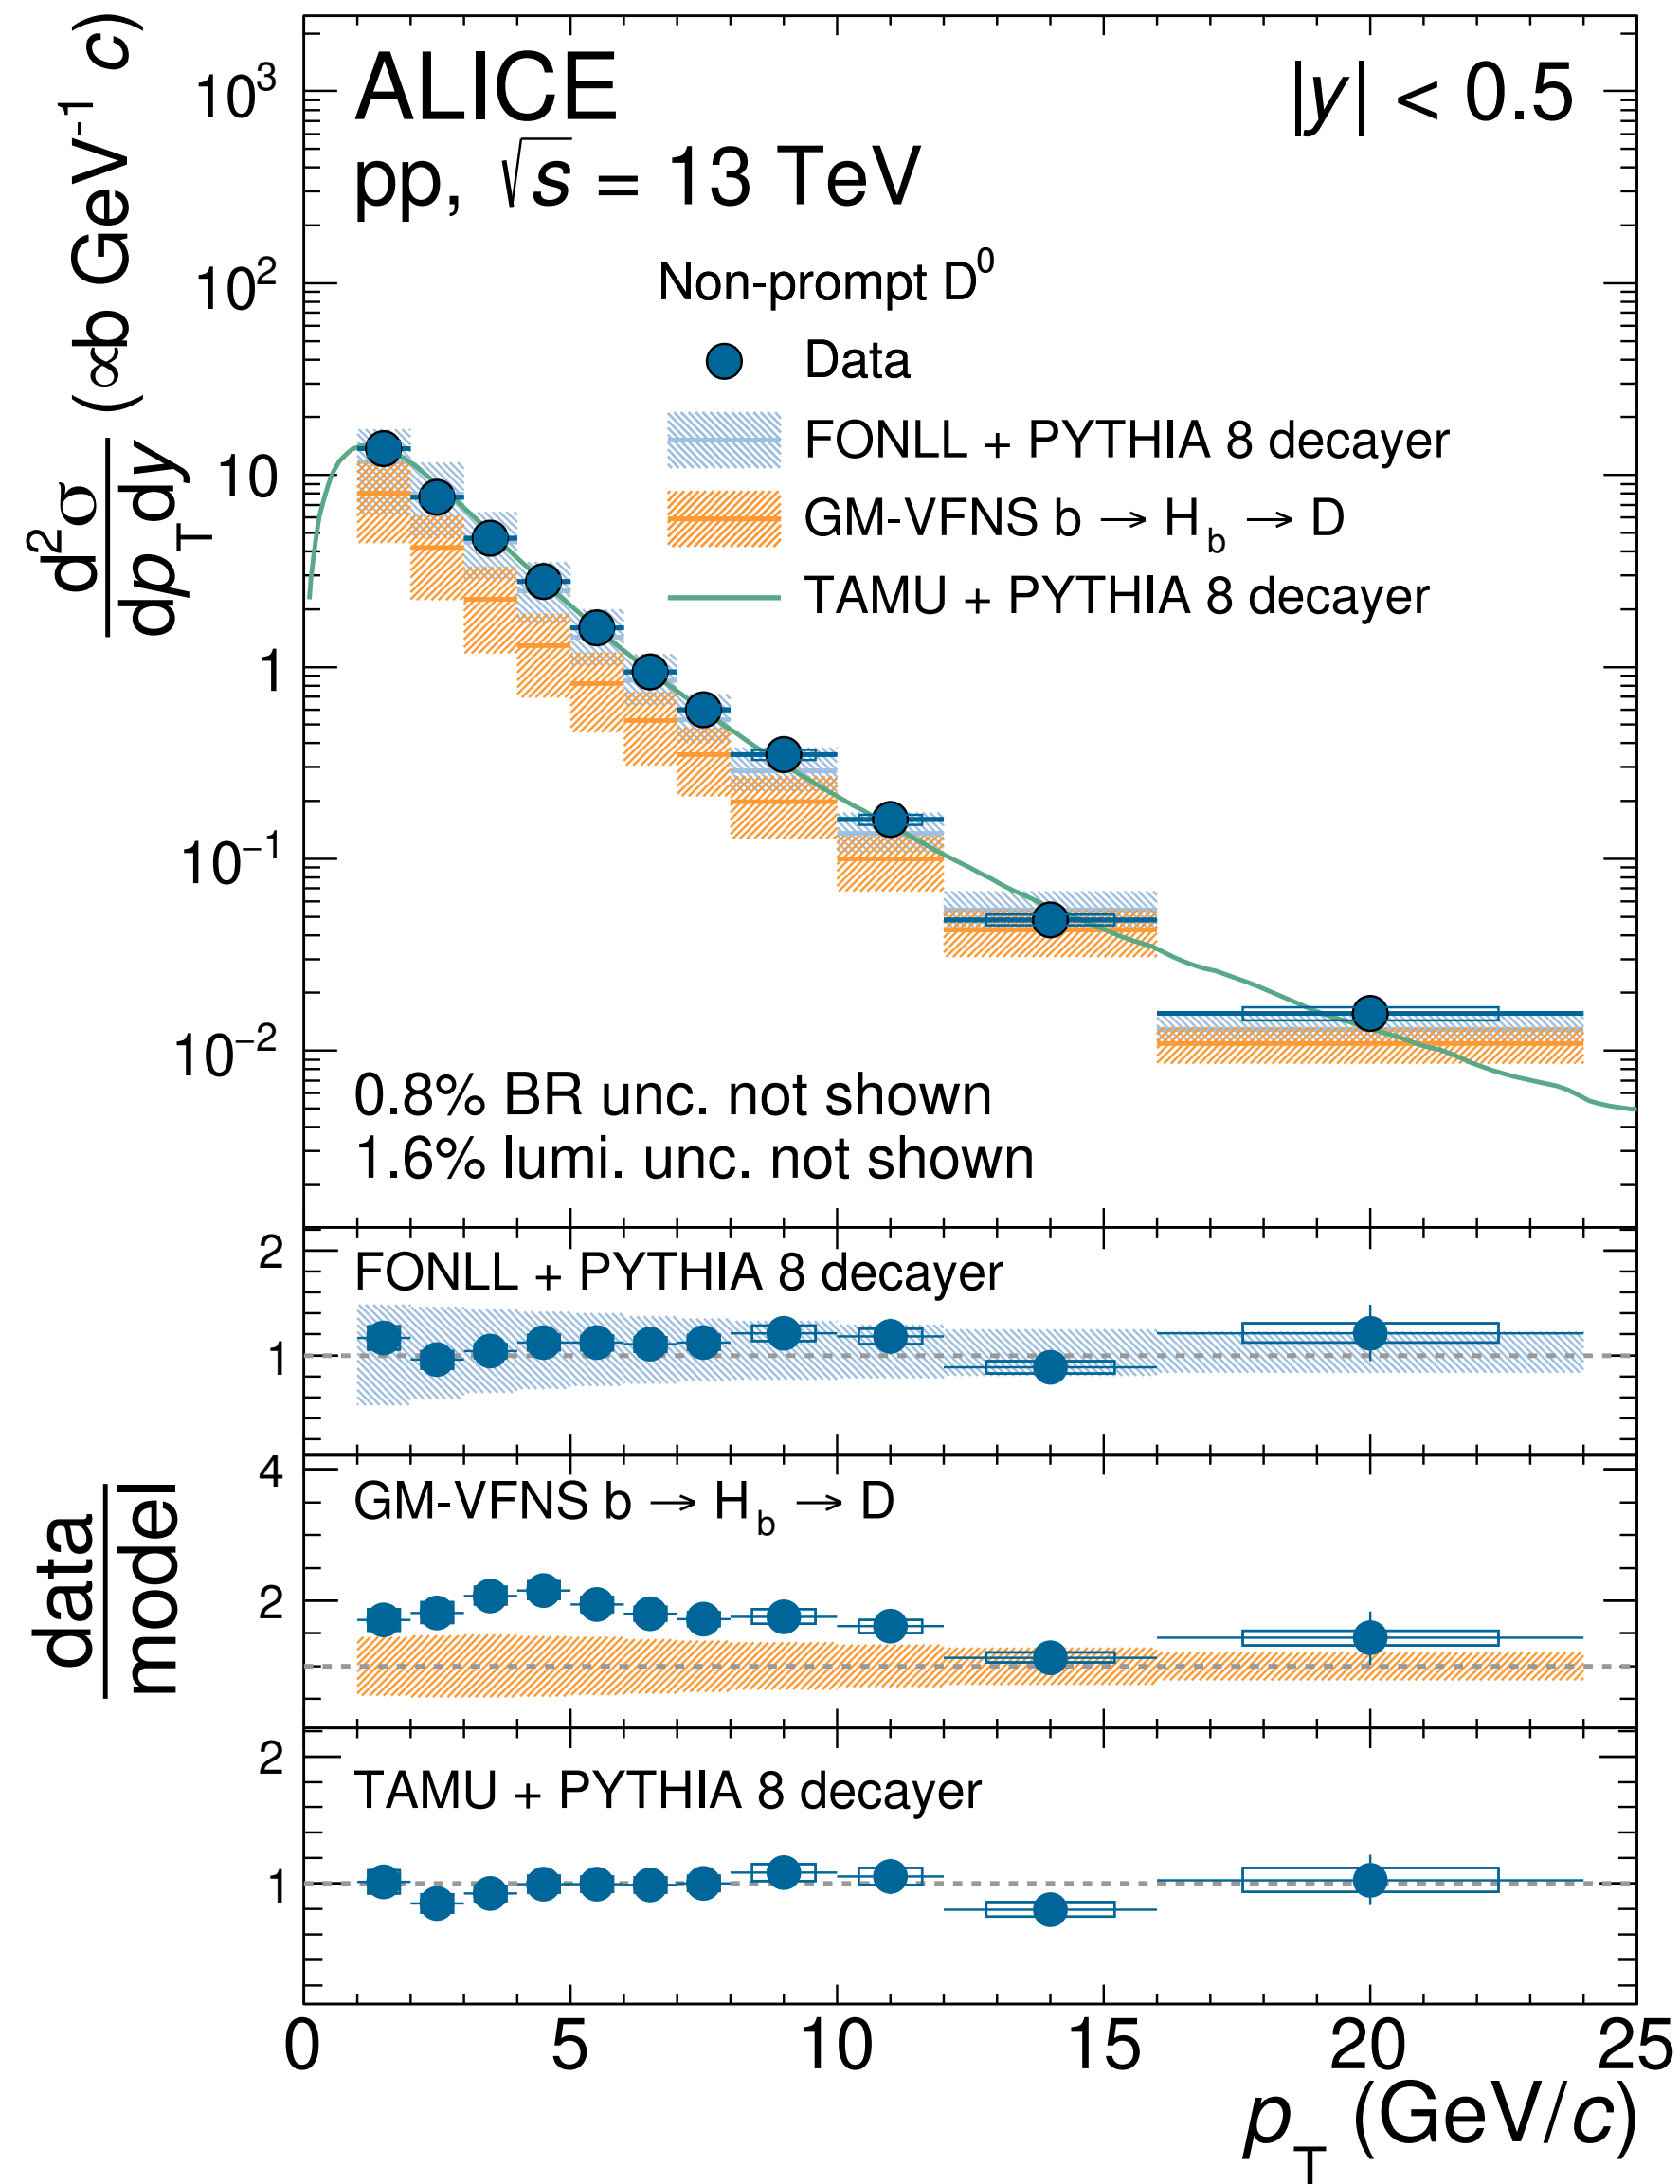 ALICE
|y| < 0.5
pp, √s = 13 TeV
Non-prompt D⁰
Data
FONLL + PYTHIA 8 decayer
GM-VFNS b → H_b → D
TAMU + PYTHIA 8 decayer
d²σ/dp_T dy (∝b GeV⁻¹ c)
10³
10²
10
1
10⁻¹
10⁻²
0.8% BR unc. not shown
1.6% lumi. unc. not shown
FONLL + PYTHIA 8 decayer
2
1
GM-VFNS b → H_b → D
4
2
data/model
TAMU + PYTHIA 8 decayer
2
1
0 5 10 15 20 25
p_T (GeV/c)